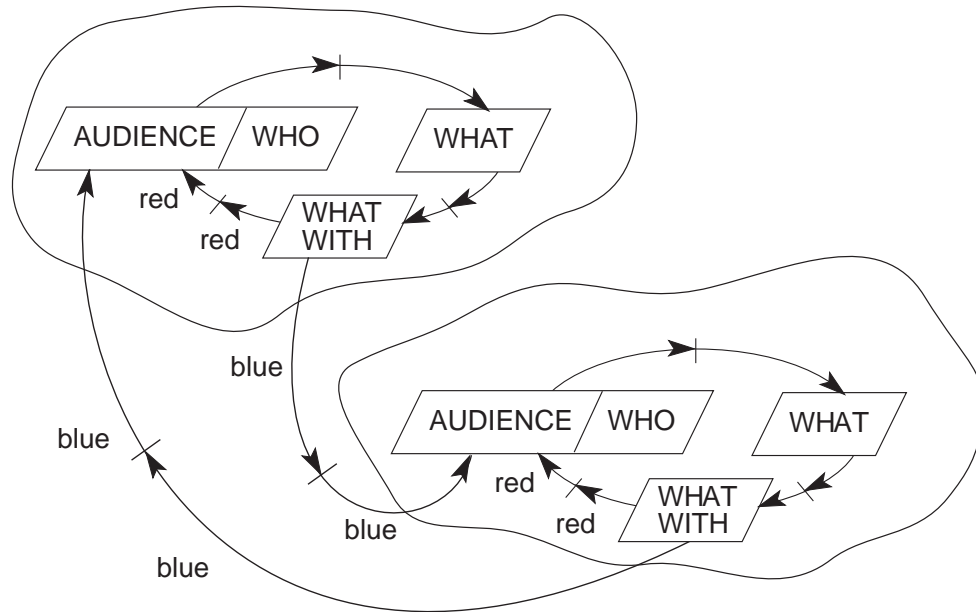 AUDIENCE WHO
WHAT
red
WHAT
WITH
red
blue
AUDIENCE WHO
WHAT
blue
red
WHAT
WITH
red
blue
blue